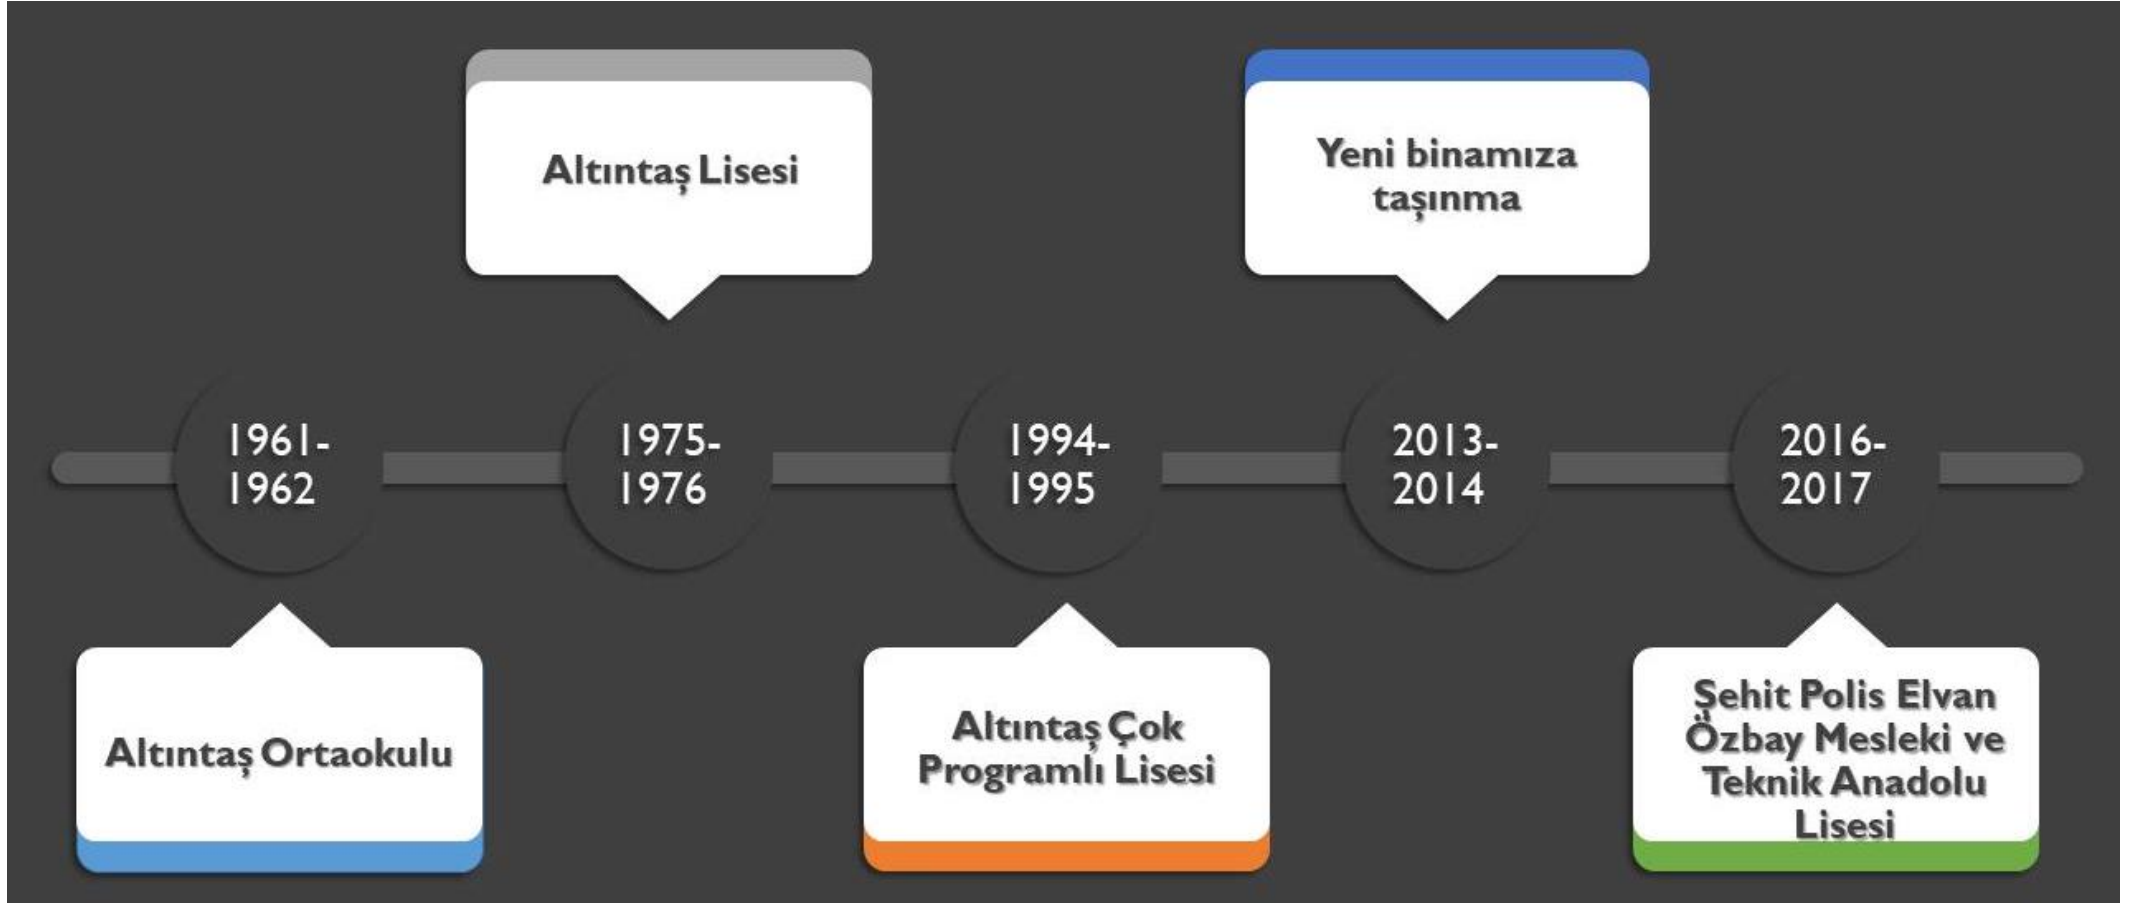 Altıntaş Lisesi
Yeni binamıza
taşınma
1961-
1962
1975-
1976
1994-
1995
2013-
2014
2016-
2017
Altıntaş Ortaokulu
Altıntaş Çok
Programlı Lisesi
Şehit Polis Elvan
Özbay Mesleki ve
Teknik Anadolu
Lisesi